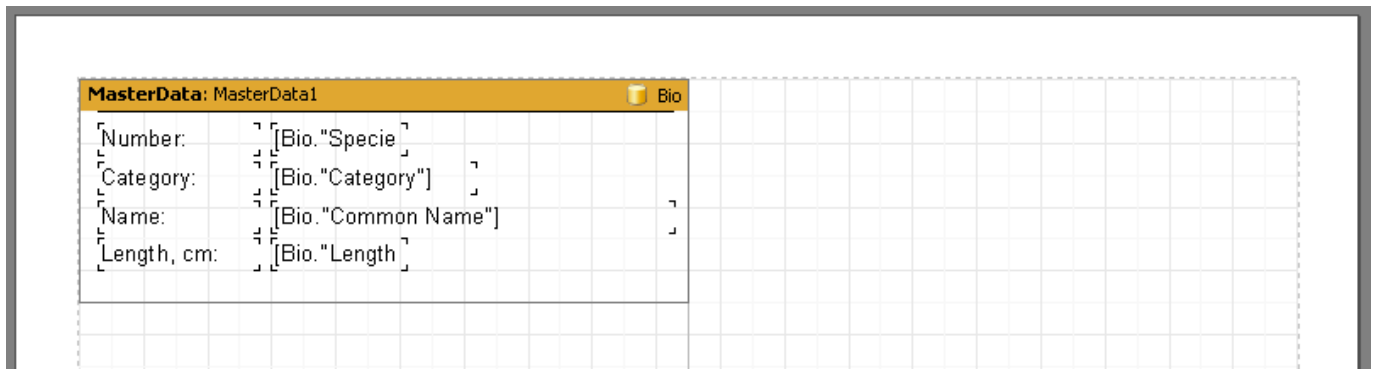 MasterData: MasterData1 Bio
Number: [Bio."Specie
Category: [Bio."Category"]
Name: [Bio."Common Name"]
Length, cm: [Bio."Length